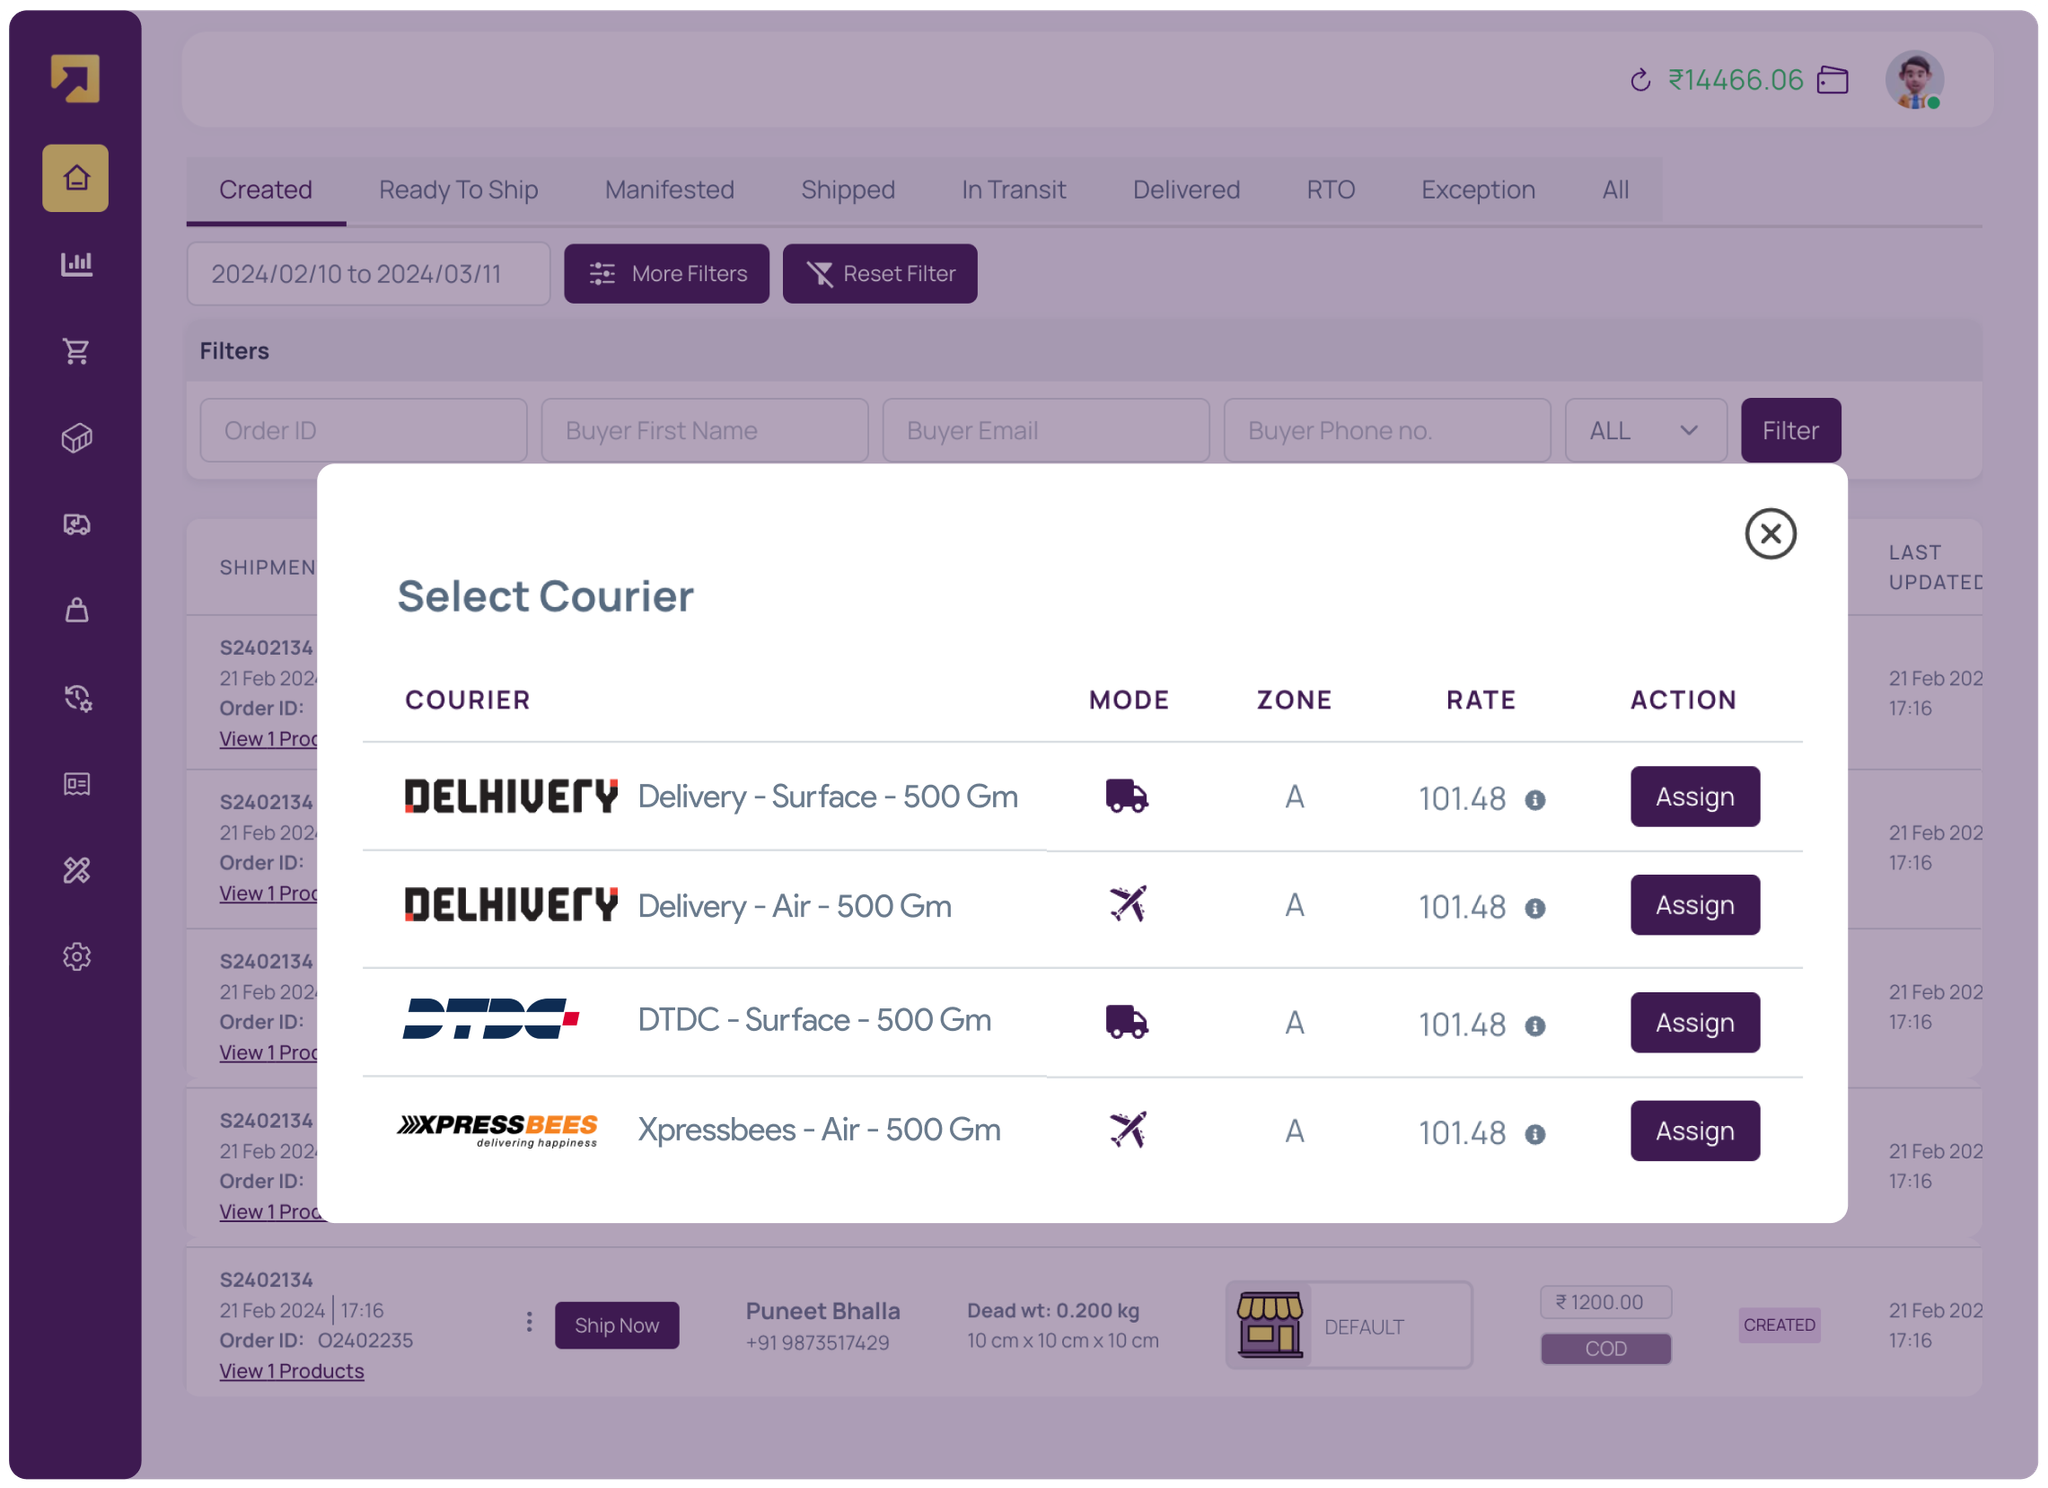 ₹14466.06
Created Ready To Ship Manifested Shipped In Transit Delivered RTO Exception All
2024/02/10 to 2024/03/11 More Filters Reset Filter
Filters
Order ID Buyer First Name Buyer Email Buyer Phone no. ALL Filter
SHIPMEN
LAST
UPDATED
S2402134
21 Feb 2024
Order ID:
View 1 Prod
21 Feb 202
17:16
S2402134
21 Feb 2024
Order ID:
View 1 Prod
21 Feb 202
17:16
S2402134
21 Feb 2024
Order ID:
View 1 Prod
21 Feb 202
17:16
S2402134
21 Feb 2024
Order ID:
View 1 Prod
21 Feb 202
17:16
Select Courier
COURIER MODE ZONE RATE ACTION
DELHIVERY Delivery - Surface - 500 Gm A 101.48 Assign
DELHIVERY Delivery - Air - 500 Gm A 101.48 Assign
DTDC DTDC - Surface - 500 Gm A 101.48 Assign
XPRESSBEES Xpressbees - Air - 500 Gm A 101.48 Assign
delivering happiness
S2402134
21 Feb 2024 | 17:16
Order ID: O2402235
View 1 Products
Ship Now
Puneet Bhalla
+91 9873517429
Dead wt: 0.200 kg
10 cm x 10 cm x 10 cm
DEFAULT
₹ 1200.00
COD
CREATED
21 Feb 202
17:16